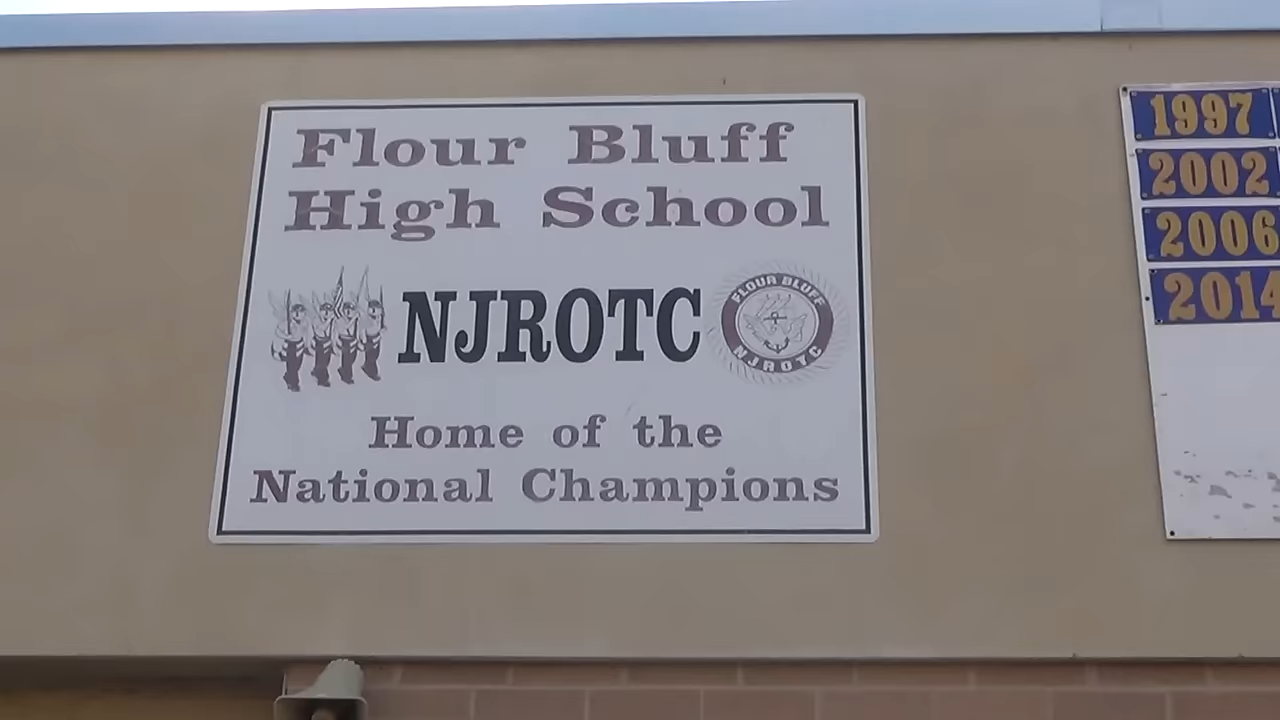 Flour Bluff
High School
NJROTC
FLOUR BLUFF
NJROTC
Home of the
National Champions
1997
2002
2006
2014